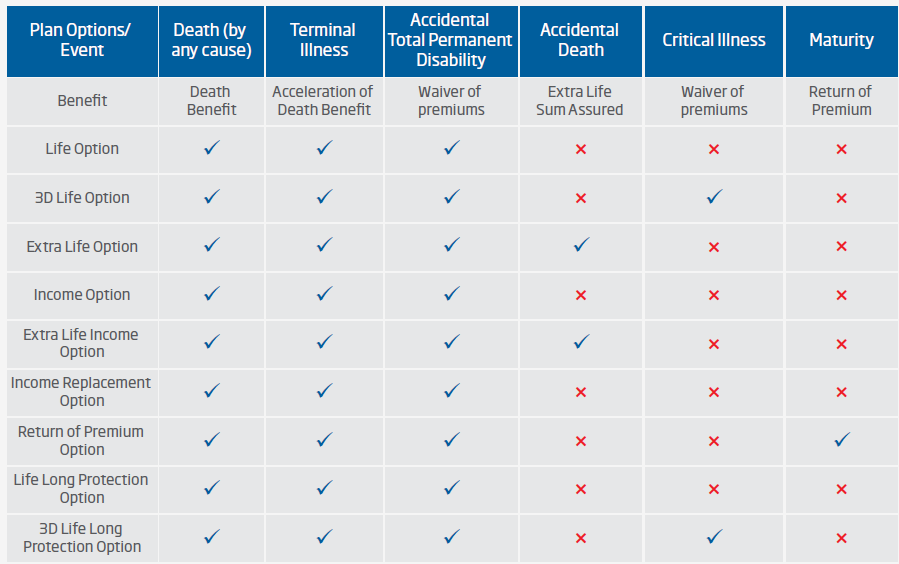 Plan Options/ Event Death (by any cause) Terminal Illness Accidental Total Permanent Disability Accidental Death Critical Illness Maturity
Benefit Death Benefit Acceleration of Death Benefit Waiver of premiums Extra Life Sum Assured Waiver of premiums Return of Premium
Life Option ✓ ✓ ✓ × × ×
3D Life Option ✓ ✓ ✓ × ✓ ×
Extra Life Option ✓ ✓ ✓ ✓ × ×
Income Option ✓ ✓ ✓ × × ×
Extra Life Income Option ✓ ✓ ✓ ✓ × ×
Income Replacement Option ✓ ✓ ✓ × × ×
Return of Premium Option ✓ ✓ ✓ × × ✓
Life Long Protection Option ✓ ✓ ✓ × × ×
3D Life Long Protection Option ✓ ✓ ✓ × ✓ ×